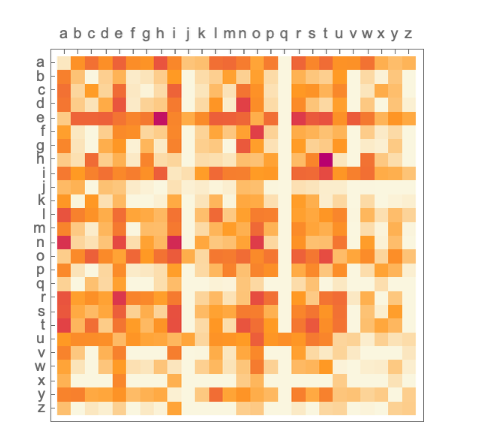 a b c d e f g h i j k l m n o p q r s t u v w x y z
a
b
c
d
e
f
g
h
i
j
k
l
m
n
o
p
q
r
s
t
u
v
w
x
y
z